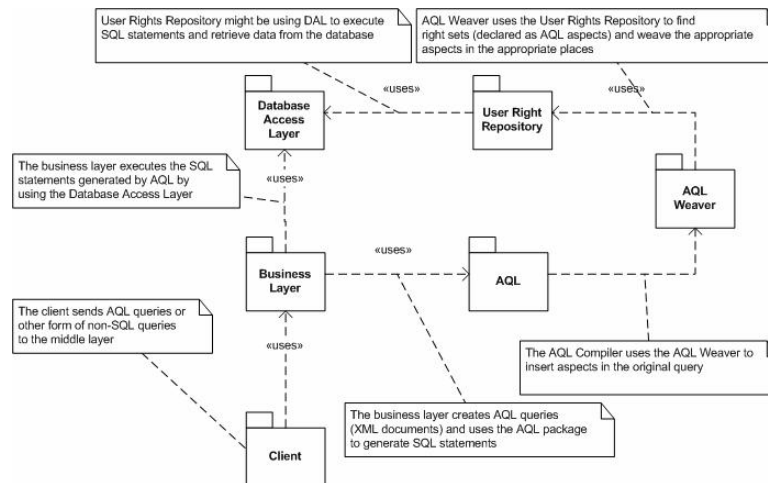 User Rights Repository might be using DAL to execute
SQL statements and retrieve data from the database
AQL Weaver uses the User Rights Repository to find
right sets (declared as AQL aspects) and weave the appropriate
aspects in the appropriate places
«uses»
«uses»
Database
Access
Layer
User Right
Repository
The business layer executes the SQL
statements generated by AQL by
using the Database Access Layer
«uses»
AQL
Weaver
«uses»
Business
Layer
AQL
The client sends AQL queries or
other form of non-SQL queries
to the middle layer
«uses»
The AQL Compiler uses the AQL Weaver to
insert aspects in the original query
The business layer creates AQL queries
(XML documents) and uses the AQL package
to generate SQL statements
Client